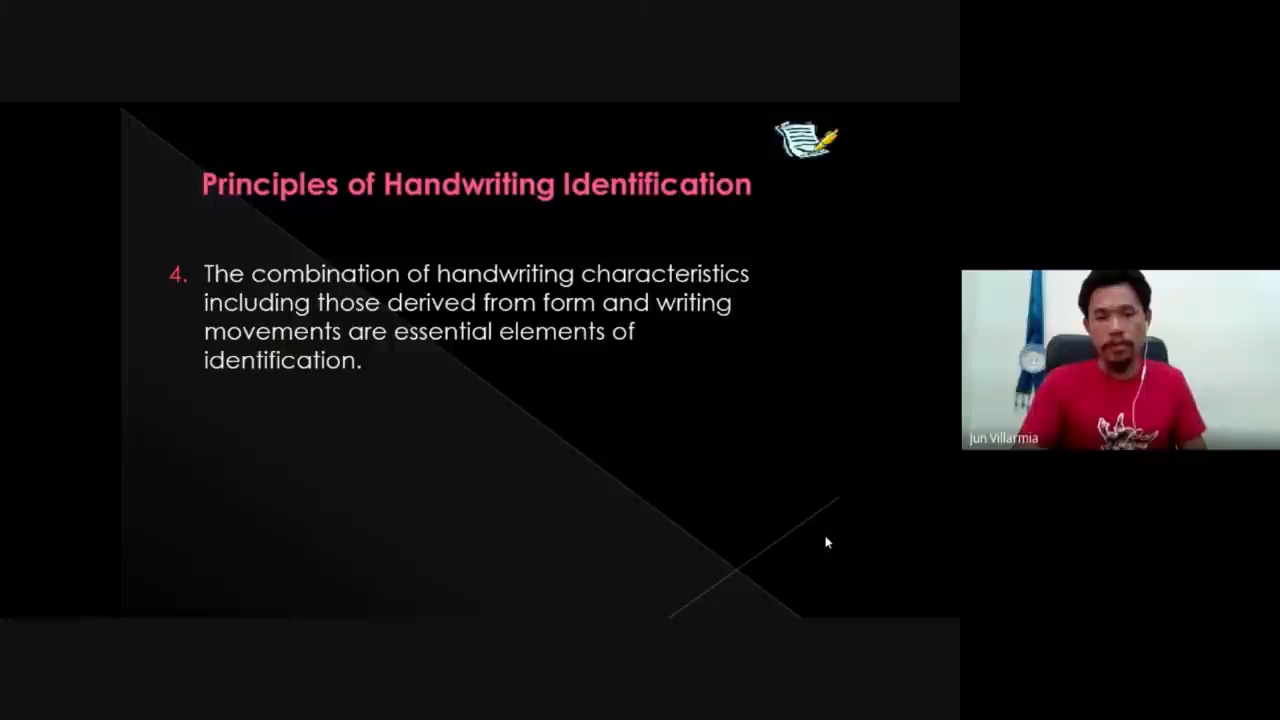 Principles of Handwriting Identification
4. The combination of handwriting characteristics
including those derived from form and writing
movements are essential elements of
identification.
Jun Villarmia